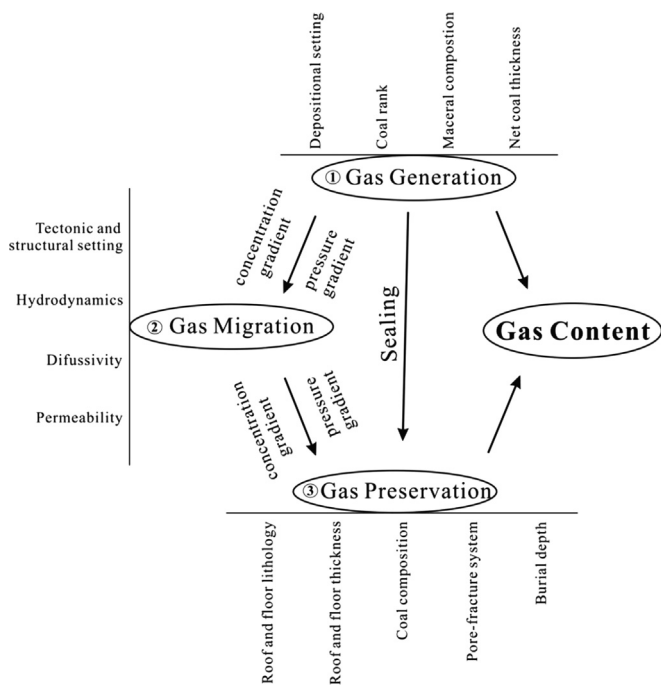 Depositional setting
Coal rank
Maceral compostion
Net coal thickness
① Gas Generation
concentration
gradient
pressure
gradient
Tectonic and
structural setting
Hydrodynamics
Difussivity
Permeability
② Gas Migration
Sealing
Gas Content
concentration
gradient
pressure
gradient
③ Gas Preservation
Roof and floor lithology
Roof and floor thickness
Coal composition
Pore-fracture system
Burial depth